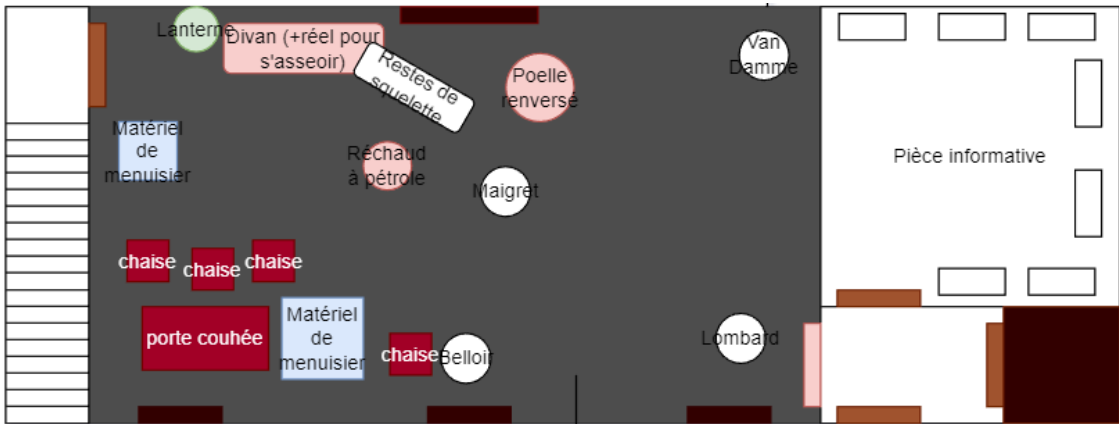 Lanterne
Divan (+réel pour
s'asseoir)
Restes de
squelette
Poelle
renversé
Van
Damme
Matériel
de
menuisier
Réchaud
à pétrole
Maigret
Pièce informative
chaise
chaise
chaise
porte couhée
Matériel
de
menuisier
chaise
Belloir
Lombard